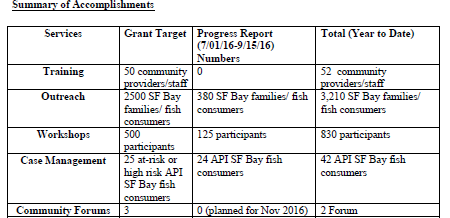 Summary of Accomplishments
Services Grant Target Progress Report Total (Year to Date)
(7/01/16-9/15/16)
Numbers
Training 50 community 0 52 community
providers/staff providers/staff
Outreach 2500 SF Bay 380 SF Bay families/ fish 3,210 SF Bay families/
families/ fish consumers fish consumers
consumers
Workshops 500 125 participants 830 participants
participants
Case Management 25 at-risk or 24 API SF Bay fish 42 API SF Bay fish
high risk API consumers consumers
SF Bay fish
consumers
Community Forums 3 0 (planned for Nov 2016) 2 Forum